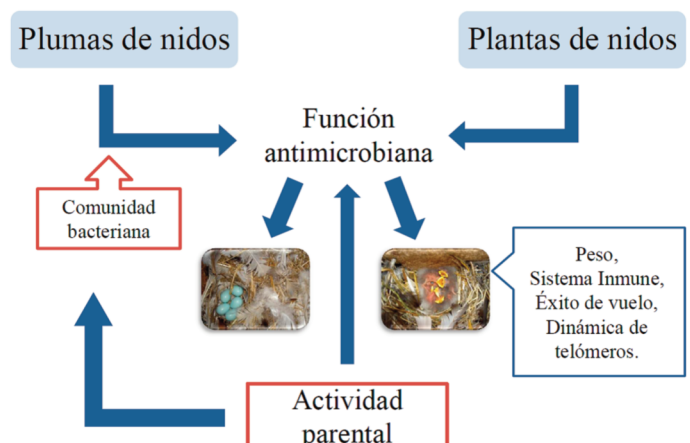 Plumas de nidos
Plantas de nidos
Función
antimicrobiana
Comunidad
bacteriana
Peso,
Sistema Inmune,
Éxito de vuelo,
Dinámica de
telómeros.
Actividad
parental